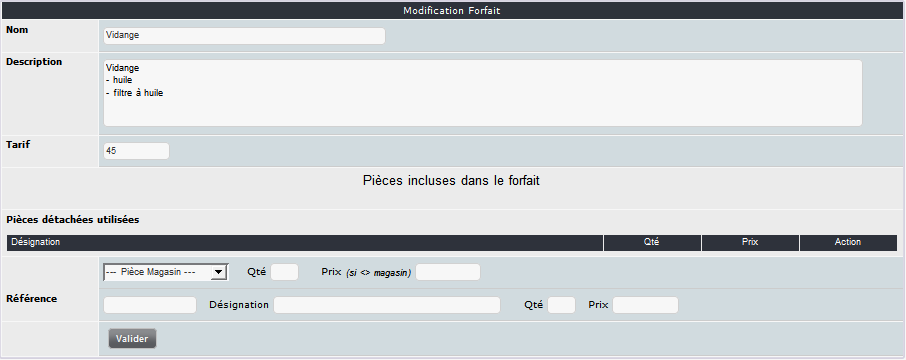 Modification Forfait
Nom
Vidange
Description
Vidange
- huile
- filtre à huile
Tarif
45
Pièces incluses dans le forfait
Pièces détachées utilisées
Désignation Qté Prix Action
--- Pièce Magasin --- Qté Prix (si <> magasin)
Référence
Désignation Qté Prix
Valider